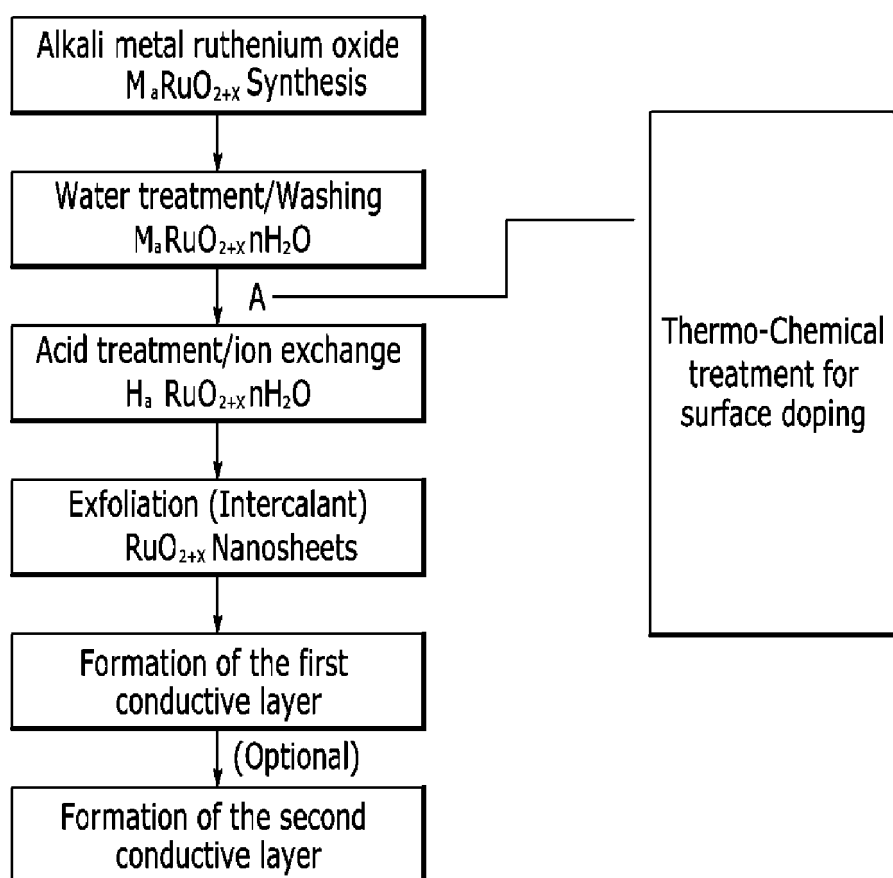 Alkali metal ruthenium oxide
MₐRuO₂₊ₓ Synthesis
Water treatment/Washing
MₐRuO₂₊ₓnH₂O
A
Acid treatment/ion exchange
Hₐ RuO₂₊ₓnH₂O
Exfoliation (Intercalant)
RuO₂₊ₓ Nanosheets
Formation of the first
conductive layer
(Optional)
Formation of the second
conductive layer
Thermo-Chemical
treatment for
surface doping